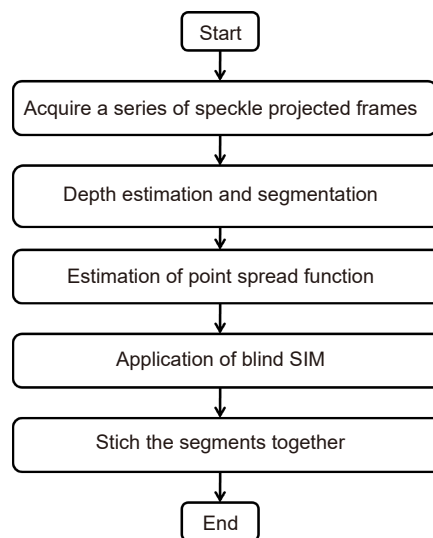 Start
Acquire a series of speckle projected frames
Depth estimation and segmentation
Estimation of point spread function
Application of blind SIM
Stich the segments together
End